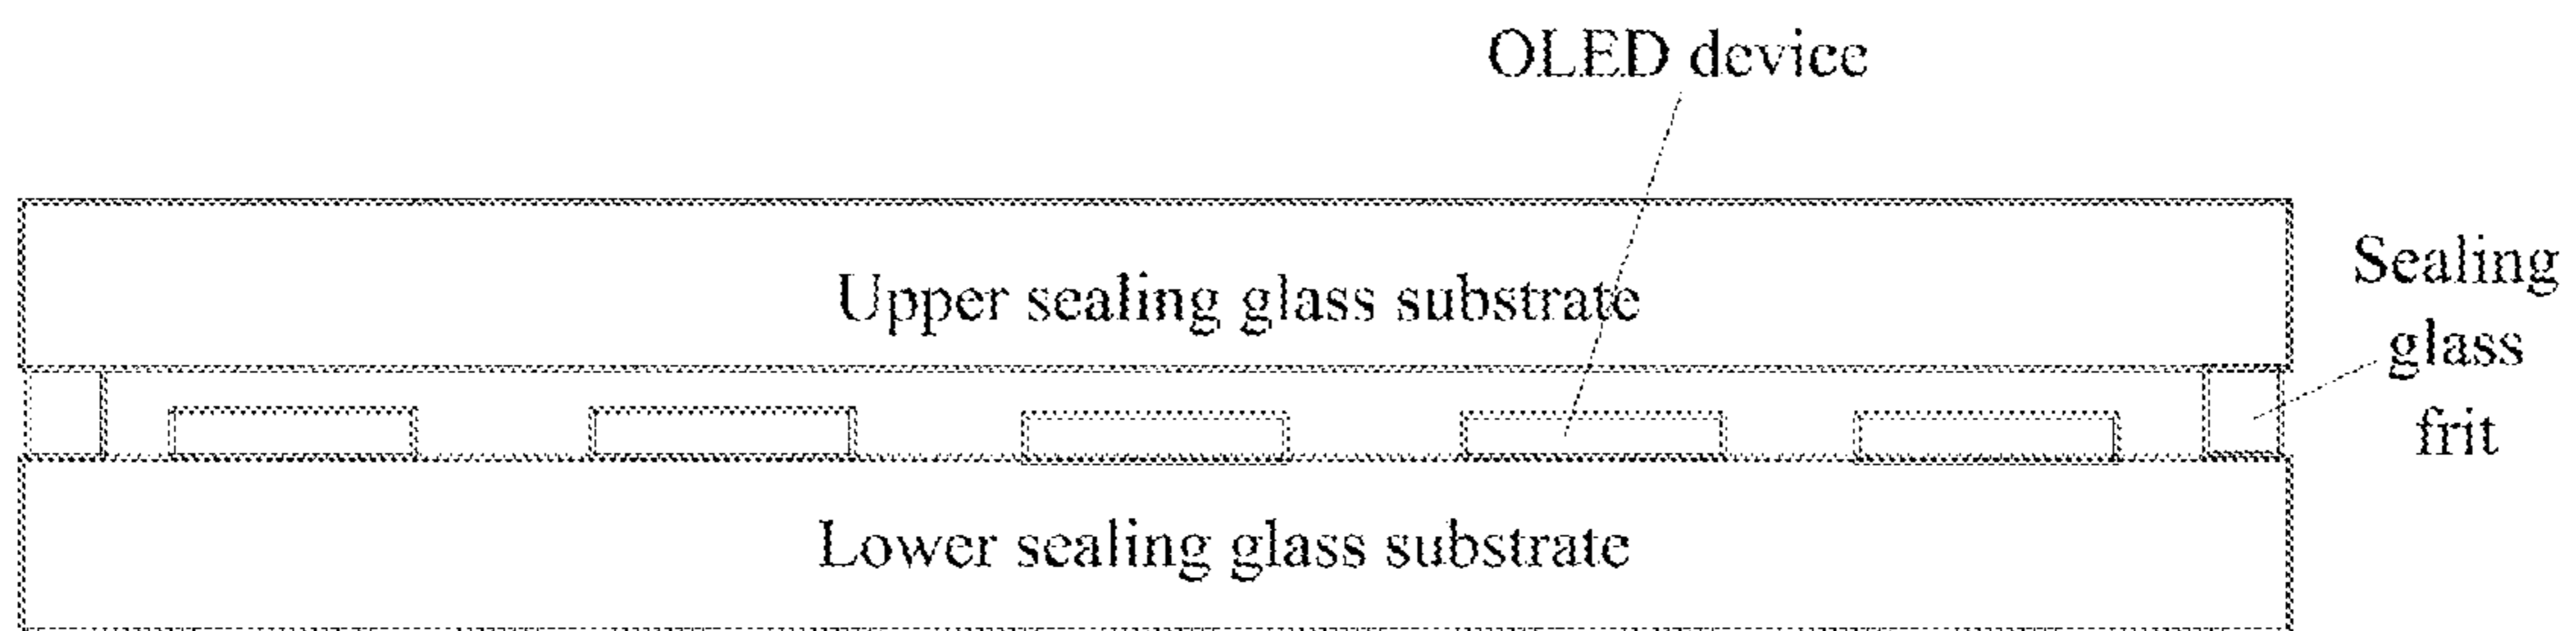 OLED device
Upper sealing glass substrate
Sealing
glass
frit
Lower sealing glass substrate